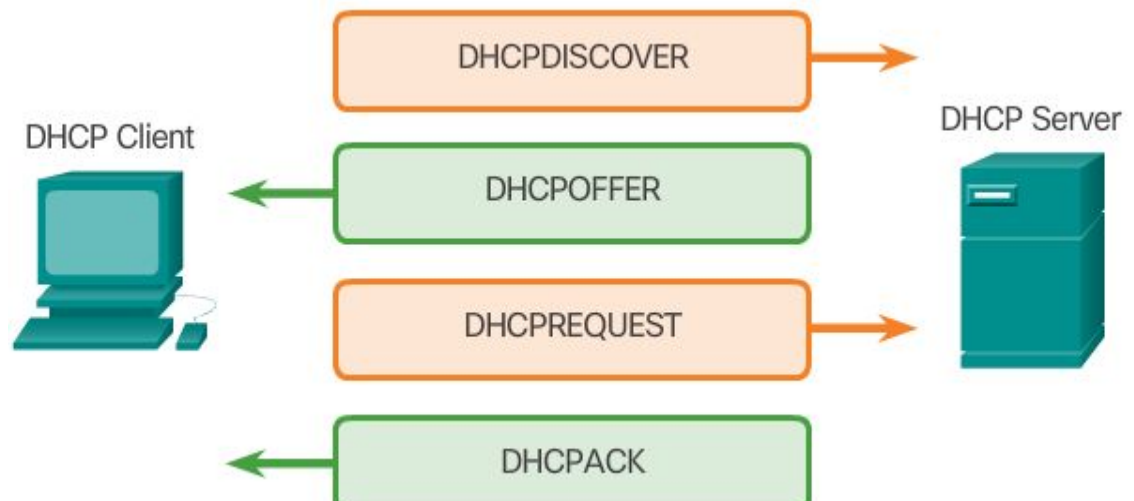 DHCPDISCOVER
DHCP Client
DHCP Server
DHCPOFFER
DHCPREQUEST
DHCPACK